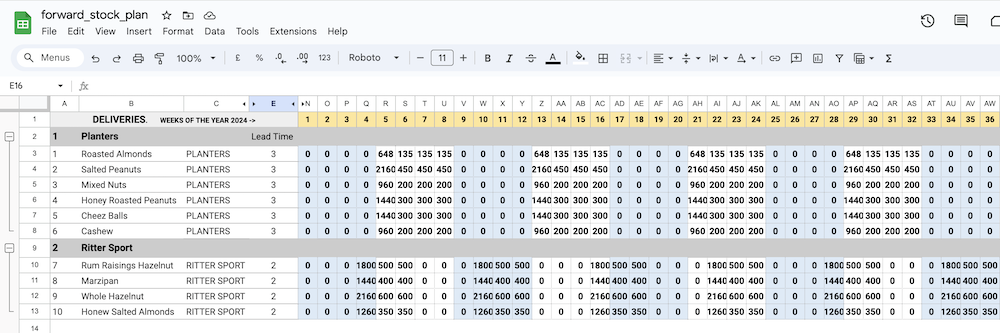 forward_stock_plan
File Edit View Insert Format Data Tools Extensions Help
Menus 100% £ % .0 .00 123 Roboto − 11 + B I S A A Σ
E16 fx
A B C E N O P Q R S T U V W X Y Z AA AB AC AD AE AF AG AH AI AJ AK AL AM AN AO AP AQ AR AS AT AU AV AW
1 DELIVERIES. WEEKS OF THE YEAR 2024 -> 1 2 3 4 5 6 7 8 9 10 11 12 13 14 15 16 17 18 19 20 21 22 23 24 25 26 27 28 29 30 31 32 33 34 35 36
2 1 Planters Lead Time
3 1 Roasted Almonds PLANTERS 3 0 0 0 0 648 135 135 135 0 0 0 0 648 135 135 135 0 0 0 0 648 135 135 135 0 0 0 0 648 135 135 135 0 0 0 0
4 2 Salted Peanuts PLANTERS 3 0 0 0 0 2160 450 450 450 0 0 0 0 2160 450 450 450 0 0 0 0 2160 450 450 450 0 0 0 0 2160 450 450 450 0 0 0 0
5 3 Mixed Nuts PLANTERS 3 0 0 0 0 960 200 200 200 0 0 0 0 960 200 200 200 0 0 0 0 960 200 200 200 0 0 0 0 960 200 200 200 0 0 0 0
6 4 Honey Roasted Peanuts PLANTERS 3 0 0 0 0 1440 300 300 300 0 0 0 0 1440 300 300 300 0 0 0 0 1440 300 300 300 0 0 0 0 1440 300 300 300 0 0 0 0
7 5 Cheez Balls PLANTERS 3 0 0 0 0 1440 300 300 300 0 0 0 0 1440 300 300 300 0 0 0 0 1440 300 300 300 0 0 0 0 1440 300 300 300 0 0 0 0
8 6 Cashew PLANTERS 3 0 0 0 0 960 200 200 200 0 0 0 0 960 200 200 200 0 0 0 0 960 200 200 200 0 0 0 0 960 200 200 200 0 0 0 0
9 2 Ritter Sport
10 7 Rum Raisings Hazelnut RITTER SPORT 2 0 0 0 1800 500 500 0 0 0 1800 500 500 0 0 0 1800 500 500 0 0 0 1800 500 500 0 0 0 1800 500 500 0 0 0 1800 500 500
11 8 Marzipan RITTER SPORT 2 0 0 0 1440 400 400 0 0 0 1440 400 400 0 0 0 1440 400 400 0 0 0 1440 400 400 0 0 0 1440 400 400 0 0 0 1440 400 400
12 9 Whole Hazelnut RITTER SPORT 2 0 0 0 2160 600 600 0 0 0 2160 600 600 0 0 0 2160 600 600 0 0 0 2160 600 600 0 0 0 2160 600 600 0 0 0 2160 600 600
13 10 Honew Salted Almonds RITTER SPORT 2 0 0 0 1260 350 350 0 0 0 1260 350 350 0 0 0 1260 350 350 0 0 0 1260 350 350 0 0 0 1260 350 350 0 0 0 1260 350 350
14